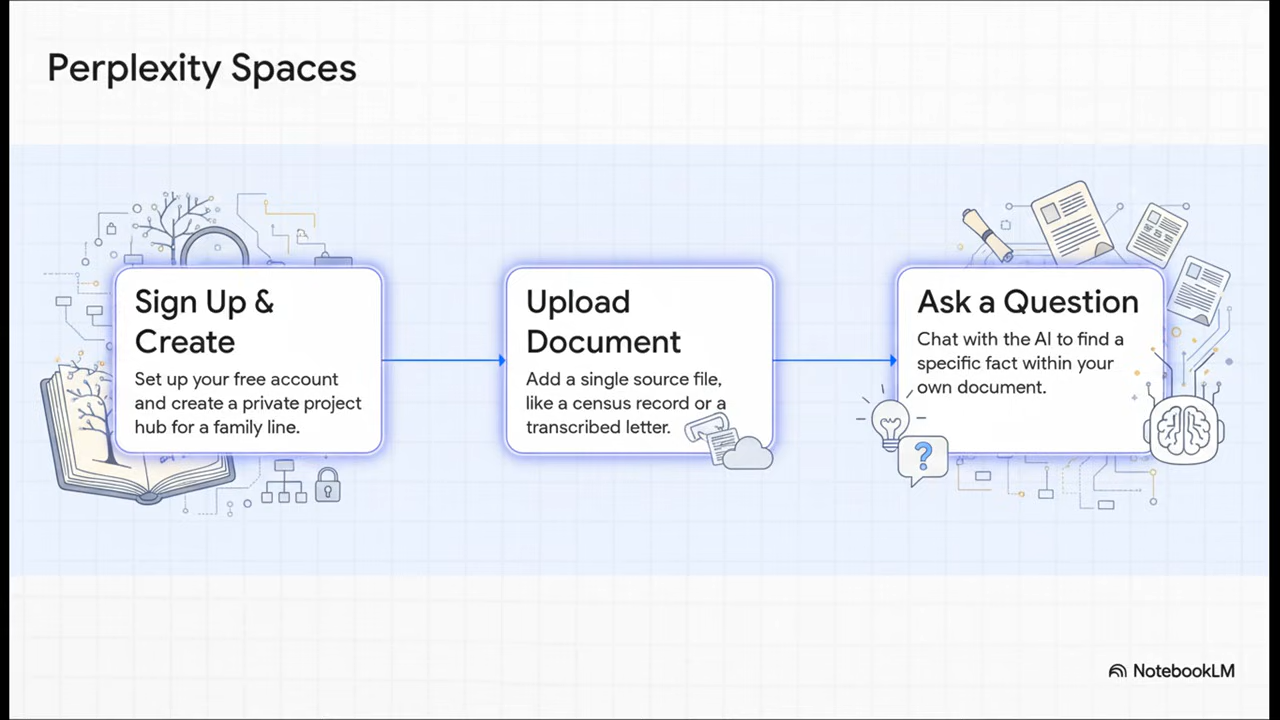 Perplexity Spaces
Sign Up &
Create
Set up your free account
and create a private project
hub for a family line.
Upload
Document
Add a single source file,
like a census record or a
transcribed letter.
Ask a Question
Chat with the AI to find a
specific fact within your
own document.
?
NotebookLM